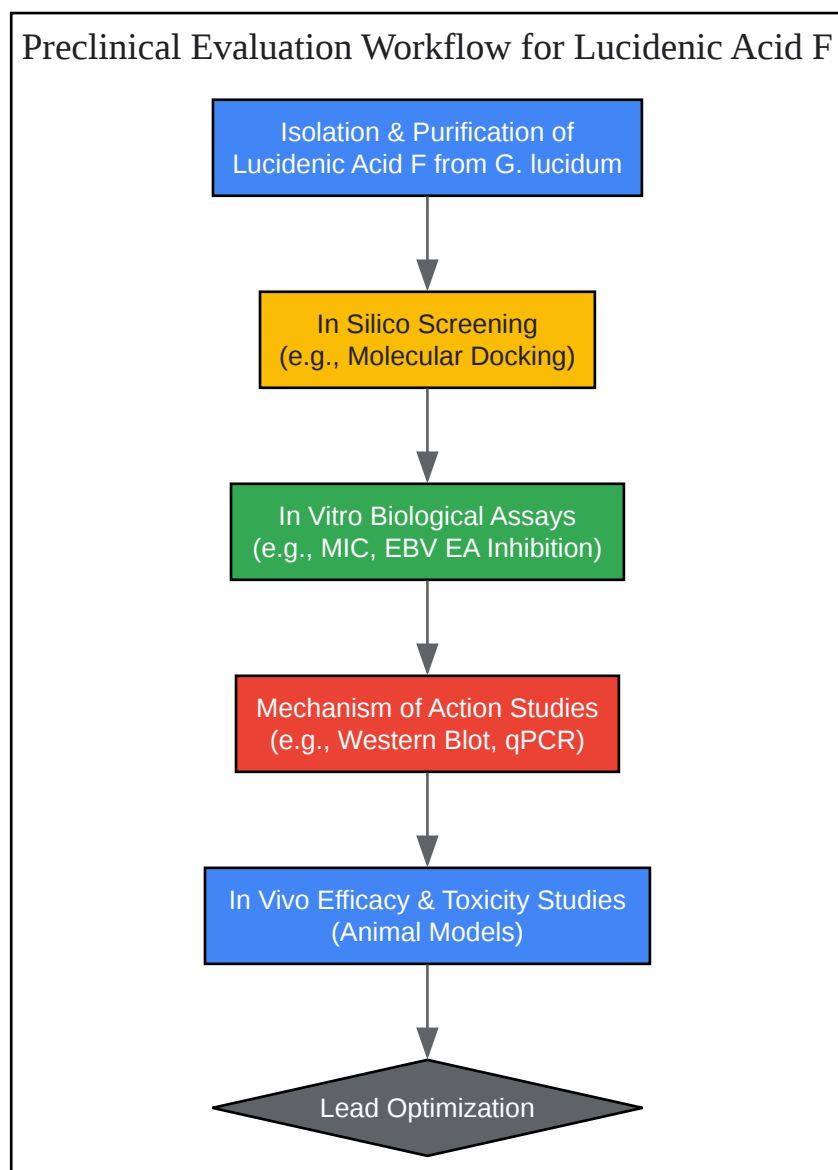 Preclinical Evaluation Workflow for Lucidenic Acid F
Isolation & Purification of
Lucidenic Acid F from G. lucidum
In Silico Screening
(e.g., Molecular Docking)
In Vitro Biological Assays
(e.g., MIC, EBV EA Inhibition)
Mechanism of Action Studies
(e.g., Western Blot, qPCR)
In Vivo Efficacy & Toxicity Studies
(Animal Models)
Lead Optimization